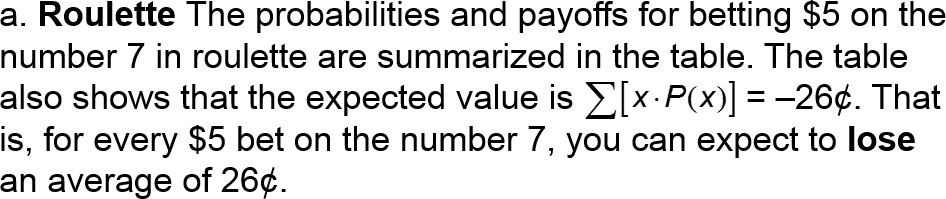 a. Roulette The probabilities and payoffs for betting $5 on the
number 7 in roulette are summarized in the table. The table
also shows that the expected value is ∑[x·P(x)] = –26¢. That
is, for every $5 bet on the number 7, you can expect to lose
an average of 26¢.